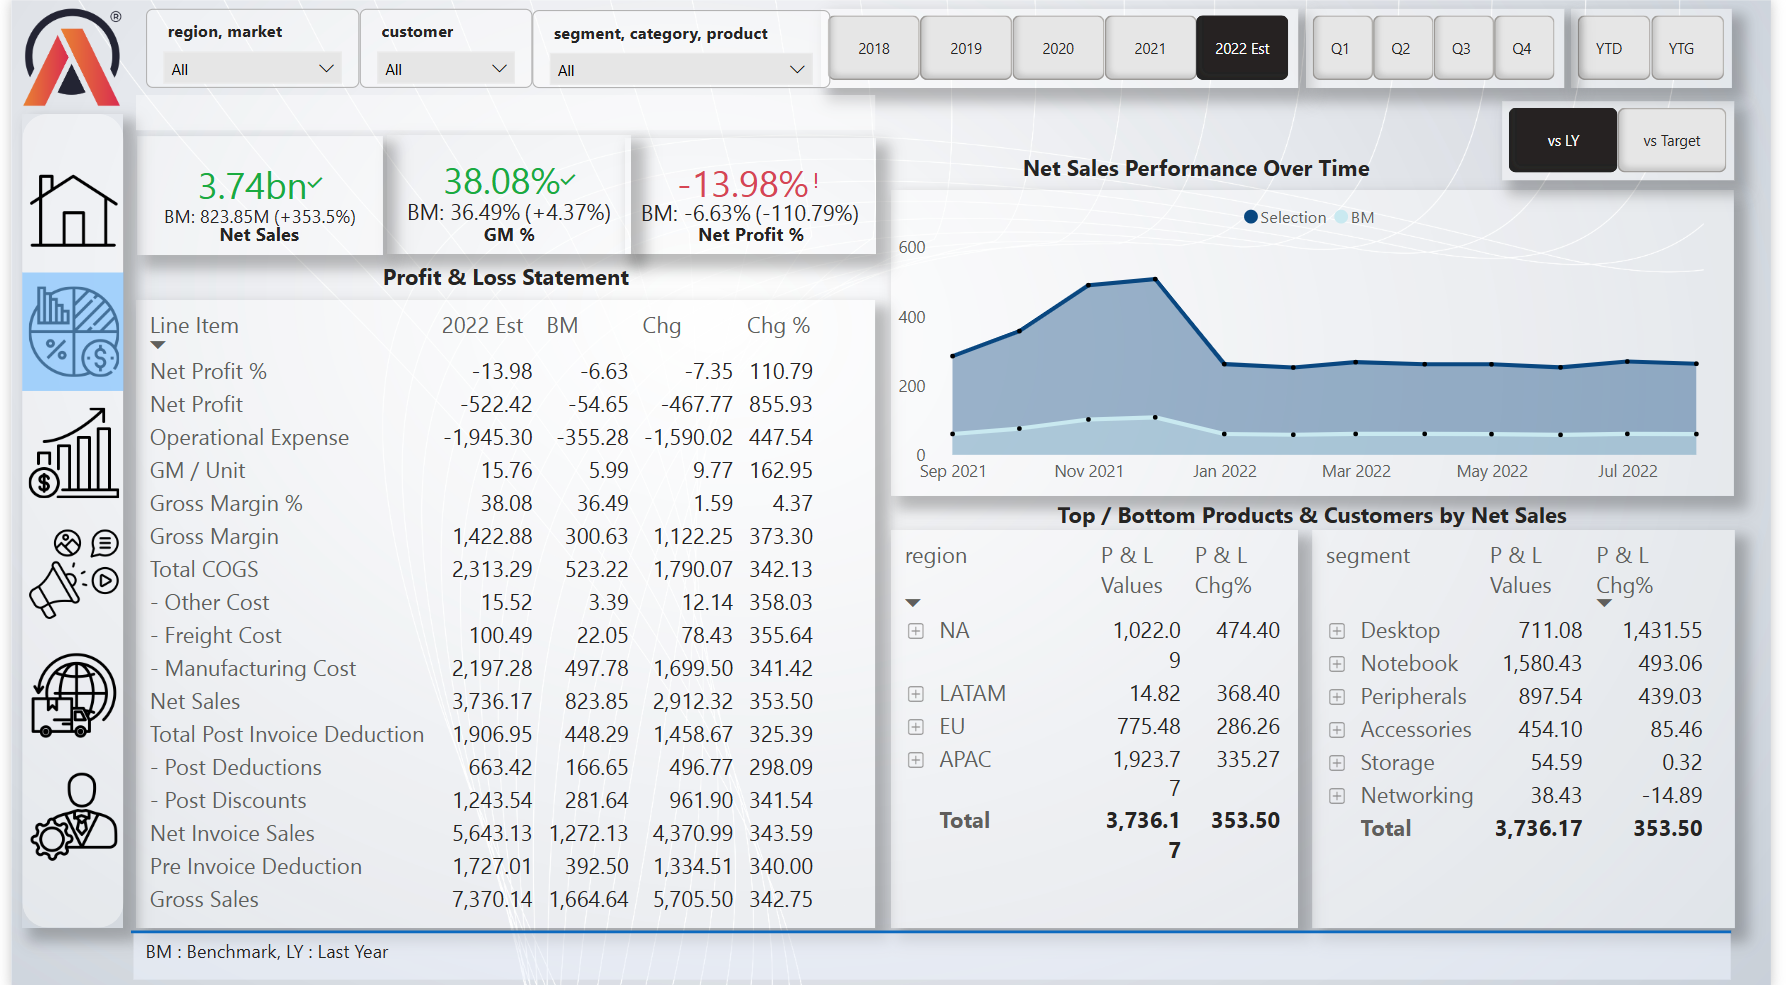 ®
region, market
All
customer
All
segment, category, product
All
2018
2019
2020
2021
2022 Est
Q1
Q2
Q3
Q4
YTD
YTG
vs LY
vs Target
3.74bn
BM: 823.85M (+353.5%)
Net Sales
38.08%
BM: 36.49% (+4.37%)
GM %
-13.98%!
BM: -6.63% (-110.79%)
Net Profit %
Profit & Loss Statement
Line Item 2022 Est BM Chg Chg %
Net Profit % -13.98 -6.63 -7.35 110.79
Net Profit -522.42 -54.65 -467.77 855.93
Operational Expense -1,945.30 -355.28 -1,590.02 447.54
GM / Unit 15.76 5.99 9.77 162.95
Gross Margin % 38.08 36.49 1.59 4.37
Gross Margin 1,422.88 300.63 1,122.25 373.30
Total COGS 2,313.29 523.22 1,790.07 342.13
- Other Cost 15.52 3.39 12.14 358.03
- Freight Cost 100.49 22.05 78.43 355.64
- Manufacturing Cost 2,197.28 497.78 1,699.50 341.42
Net Sales 3,736.17 823.85 2,912.32 353.50
Total Post Invoice Deduction 1,906.95 448.29 1,458.67 325.39
- Post Deductions 663.42 166.65 496.77 298.09
- Post Discounts 1,243.54 281.64 961.90 341.54
Net Invoice Sales 5,643.13 1,272.13 4,370.99 343.59
Pre Invoice Deduction 1,727.01 392.50 1,334.51 340.00
Gross Sales 7,370.14 1,664.64 5,705.50 342.75
Net Sales Performance Over Time
Selection BM
600
400
200
0
Sep 2021 Nov 2021 Jan 2022 Mar 2022 May 2022 Jul 2022
Top / Bottom Products & Customers by Net Sales
region P & L P & L
Values Chg%
NA 1,022.0 474.40
9
LATAM 14.82 368.40
EU 775.48 286.26
APAC 1,923.7 335.27
7
Total 3,736.1 353.50
7
segment P & L P & L
Values Chg%
Desktop 711.08 1,431.55
Notebook 1,580.43 493.06
Peripherals 897.54 439.03
Accessories 454.10 85.46
Storage 54.59 0.32
Networking 38.43 -14.89
Total 3,736.17 353.50
BM : Benchmark, LY : Last Year